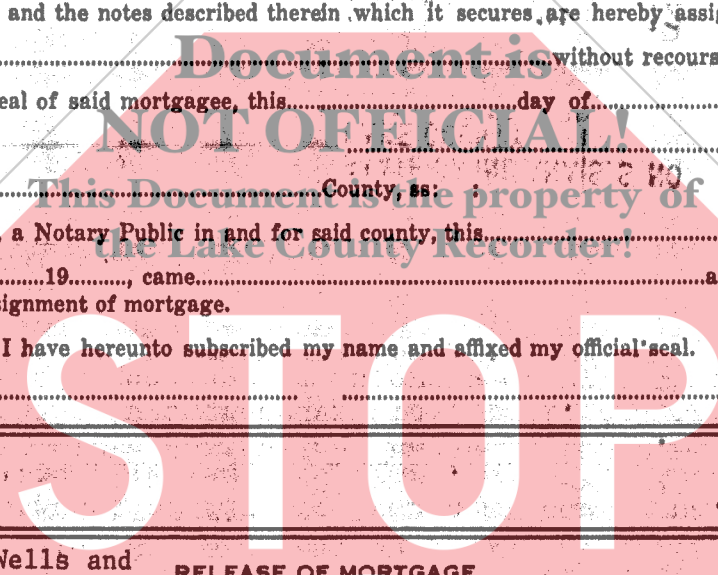 and the notes described therein which it secures are hereby
Document is
without
eal of said mortgagee, this day of
NOT OFFICIAL!
County, ss:
This Document is the property of
, a Notary Public in and for said county, this
the Lake County Recorder!
19, came
signment of mortgage.
STOP
I have hereunto subscribed my name and affixed my official seal.
Wells and
RELEASE OF MORTGAGE